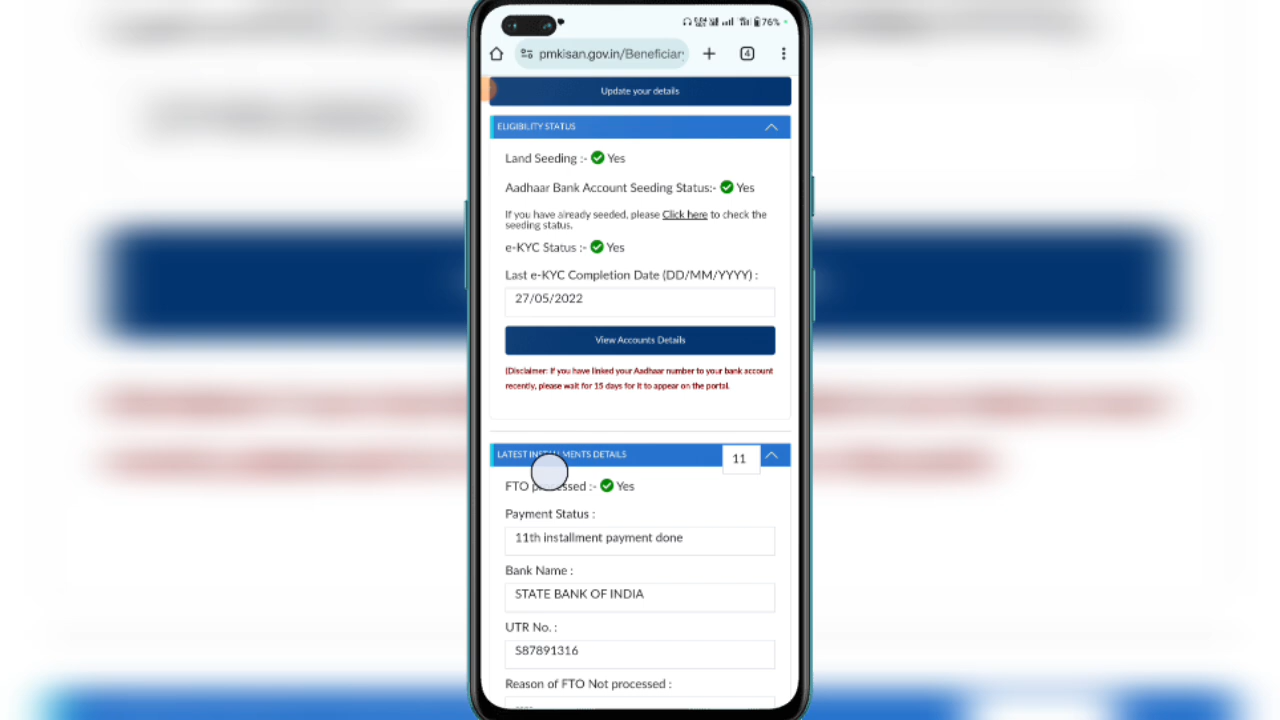 76%
pmkisan.gov.in/Beneficiary
4
Update your details
ELIGIBILITY STATUS
Land Seeding :- Yes
Aadhaar Bank Account Seeding Status:- Yes
If you have already seeded, please Click here to check the
seeding status.
e-KYC Status :- Yes
Last e-KYC Completion Date (DD/MM/YYYY) :
27/05/2022
View Accounts Details
(Disclaimer: If you have linked your Aadhaar number to your bank account
recently, please wait for 15 days for it to appear on the portal.
LATEST INSTALLMENTS DETAILS 11
FTO processed :- Yes
Payment Status :
11th installment payment done
Bank Name :
STATE BANK OF INDIA
UTR No. :
S87891316
Reason of FTO Not processed :
----